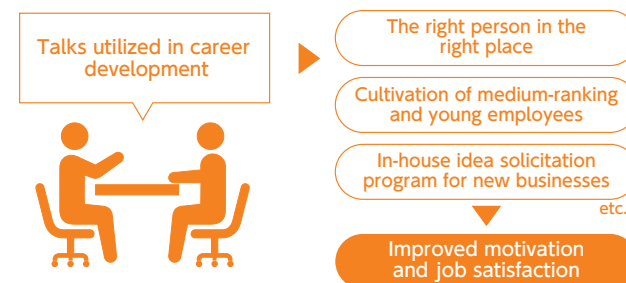 Talks utilized in career
development
The right person in the
right place
Cultivation of medium-ranking
and young employees
In-house idea solicitation
program for new businesses
etc.
Improved motivation
and job satisfaction